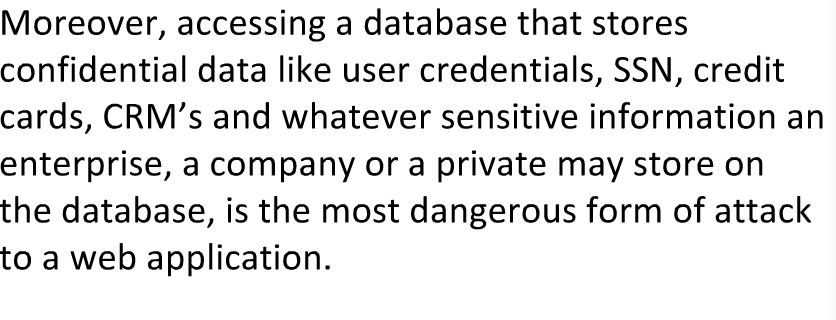 Moreover, accessing a database that stores
confidential data like user credentials, SSN, credit
cards, CRM’s and whatever sensitive information an
enterprise, a company or a private may store on
the database, is the most dangerous form of attack
to a web application.